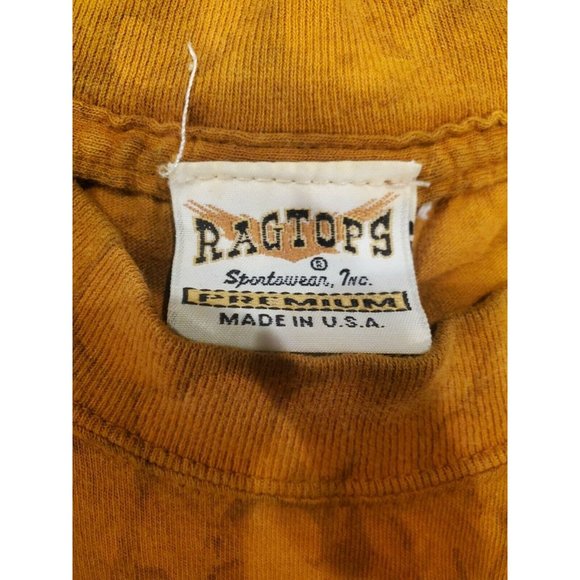 RAGTOPS
®
Sportswear, Inc.
PREMIUM
MADE IN U.S.A.